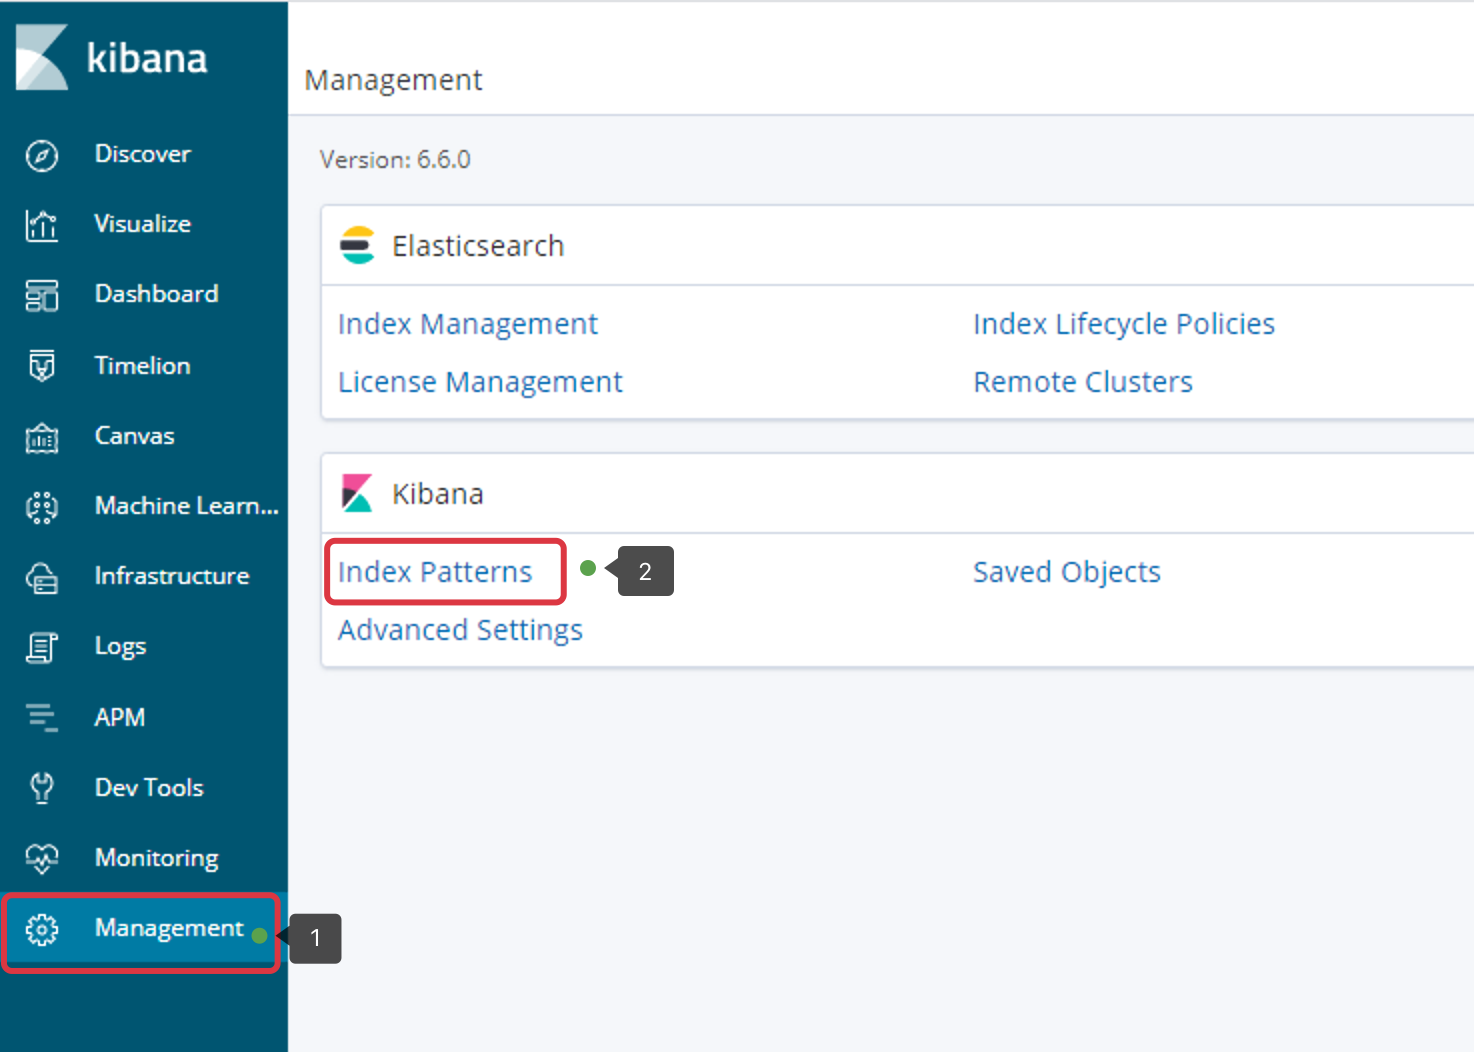 kibana
Discover
Visualize
Dashboard
Timelion
Canvas
Machine Learn...
Infrastructure
Logs
APM
Dev Tools
Monitoring
Management
1
Management
Version: 6.6.0
Elasticsearch
Index Management
Index Lifecycle Policies
License Management
Remote Clusters
Kibana
Index Patterns
2
Saved Objects
Advanced Settings